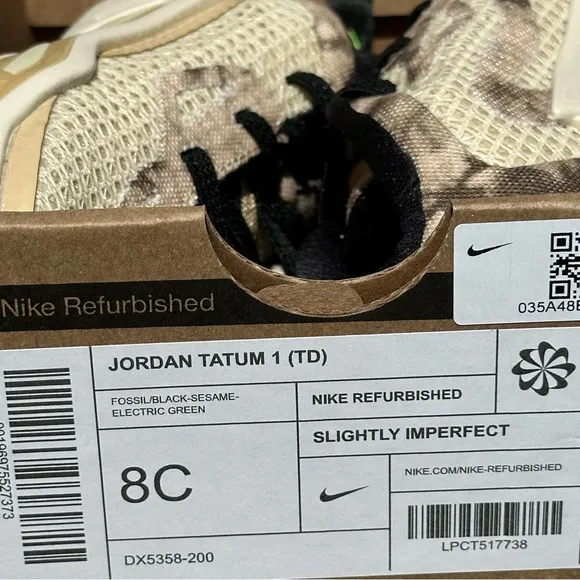 Nike Refurbished
035A48
JORDAN TATUM 1 (TD)
FOSSIL/BLACK-SESAME-
ELECTRIC GREEN
NIKE REFURBISHED
SLIGHTLY IMPERFECT
8C
NIKE.COM/NIKE-REFURBISHED
LPCT517738
DX5358-200
00196975527373